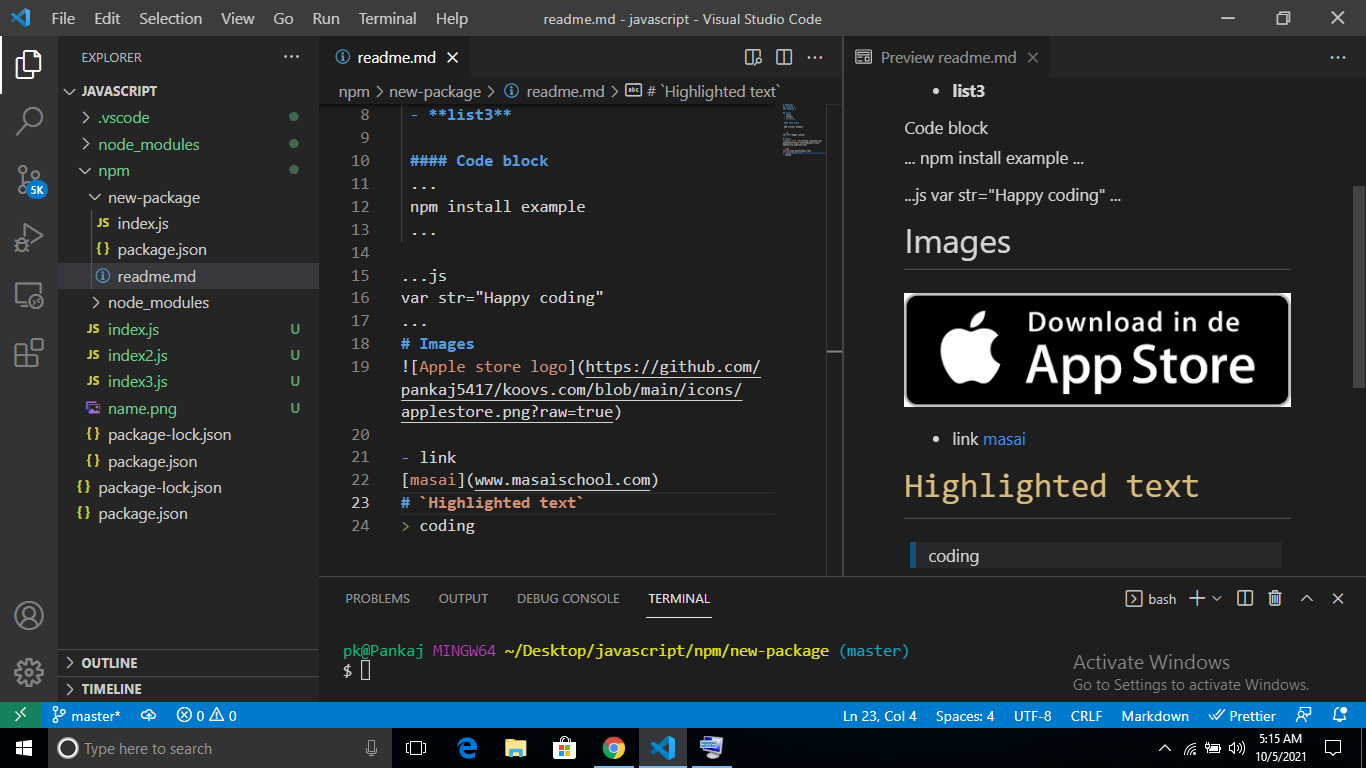 File Edit Selection View Go Run Terminal Help
readme.md - javascript - Visual Studio Code
EXPLORER
JAVASCRIPT
.vscode
node_modules
npm
new-package
index.js
package.json
readme.md
node_modules
index.js U
index2.js U
index3.js U
name.png U
package-lock.json
package.json
package-lock.json
package.json
OUTLINE
TIMELINE
5K
readme.md
npm > new-package > readme.md > # `Highlighted text`
8 - **list3**
9
10 #### Code block
11 ...
12 npm install example
13 ...
14
15 ...js
16 var str="Happy coding"
17 ...
18 # Images
19 ![Apple store logo](https://github.com/
pankaj5417/koovs.com/blob/main/icons/
applestore.png?raw=true)
20
21 - link
22 [masai](www.masaischool.com)
23 # `Highlighted text`
24 > coding
Preview readme.md
• list3
Code block
... npm install example ...
...js var str="Happy coding" ...
Images
Download in de
App Store
• link masai
Highlighted text
coding
PROBLEMS OUTPUT DEBUG CONSOLE TERMINAL
bash
pk@Pankaj MINGW64 ~/Desktop/javascript/npm/new-package (master)
$
Activate Windows
Go to Settings to activate Windows.
master* 0 0
Ln 23, Col 4 Spaces: 4 UTF-8 CRLF Markdown Prettier
Type here to search
5:15 AM
10/5/2021